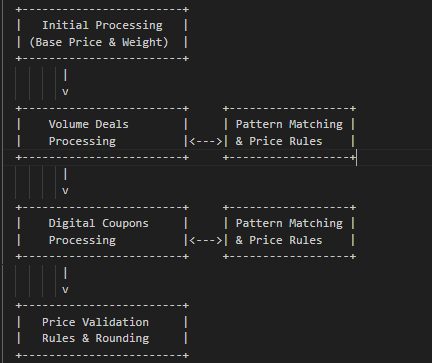 +------------------------+
|   Initial Processing   |
| (Base Price & Weight)  |
+------------------------+
       |
       v
+------------------------+     +------------------+
|    Volume Deals        |     | Pattern Matching |
|    Processing          |<--->| & Price Rules    |
+------------------------+     +------------------+
       |
       v
+------------------------+     +------------------+
|    Digital Coupons     |     | Pattern Matching |
|    Processing          |<--->| & Price Rules    |
+------------------------+     +------------------+
       |
       v
+------------------------+
|   Price Validation     |
|   Rules & Rounding     |
+------------------------+